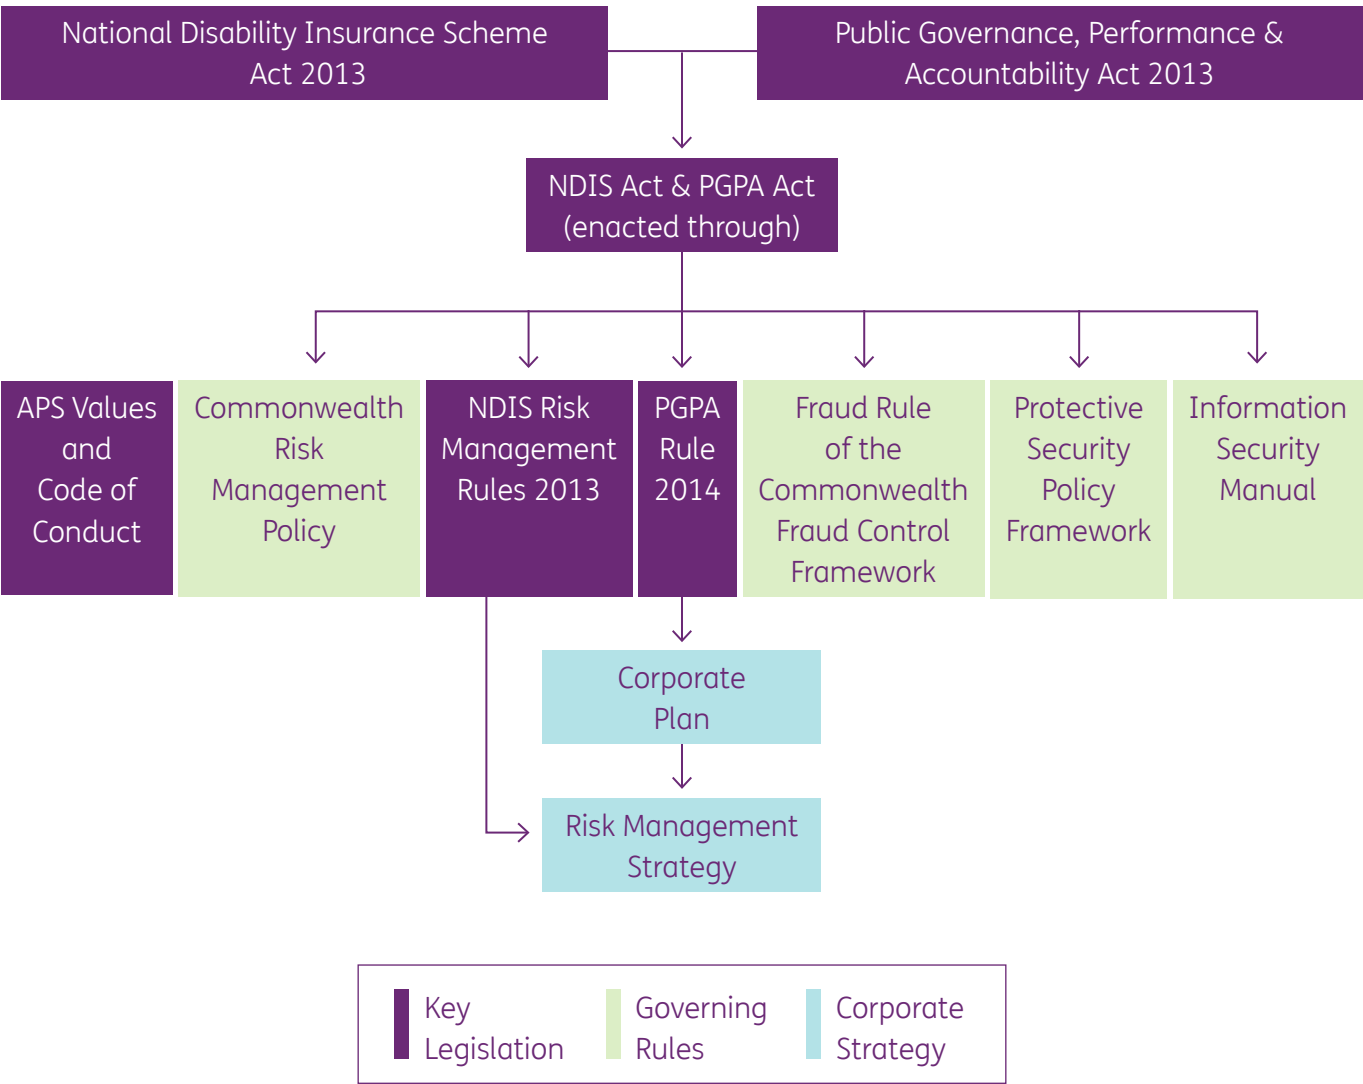 National Disability Insurance Scheme
Act 2013
Public Governance, Performance &
Accountability Act 2013
NDIS Act & PGPA Act
(enacted through)
APS Values
and
Code of
Conduct
Commonwealth
Risk
Management
Policy
NDIS Risk
Management
Rules 2013
PGPA
Rule
2014
Fraud Rule
of the
Commonwealth
Fraud Control
Framework
Protective
Security
Policy
Framework
Information
Security
Manual
Corporate
Plan
Risk Management
Strategy
Key
Legislation
Governing
Rules
Corporate
Strategy